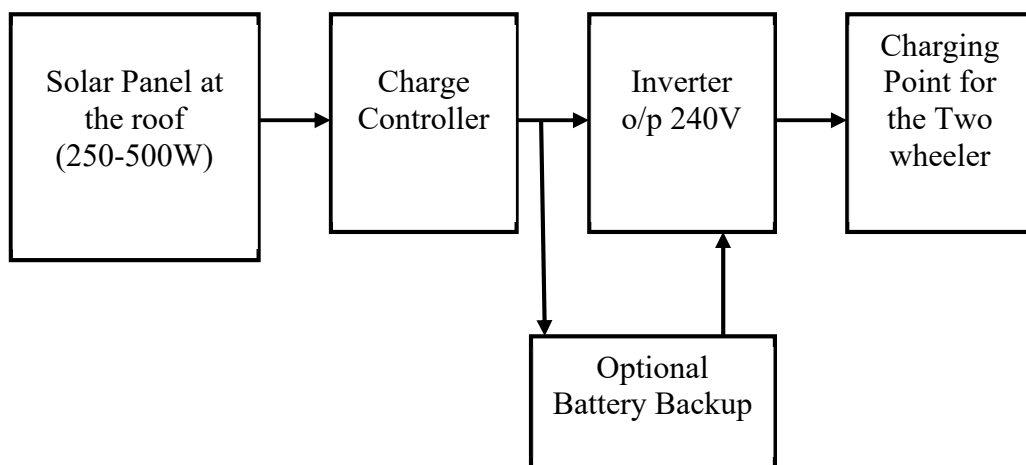 Solar Panel at
the roof
(250-500W)
Charge
Controller
Inverter
o/p 240V
Charging
Point for
the Two
wheeler
Optional
Battery Backup